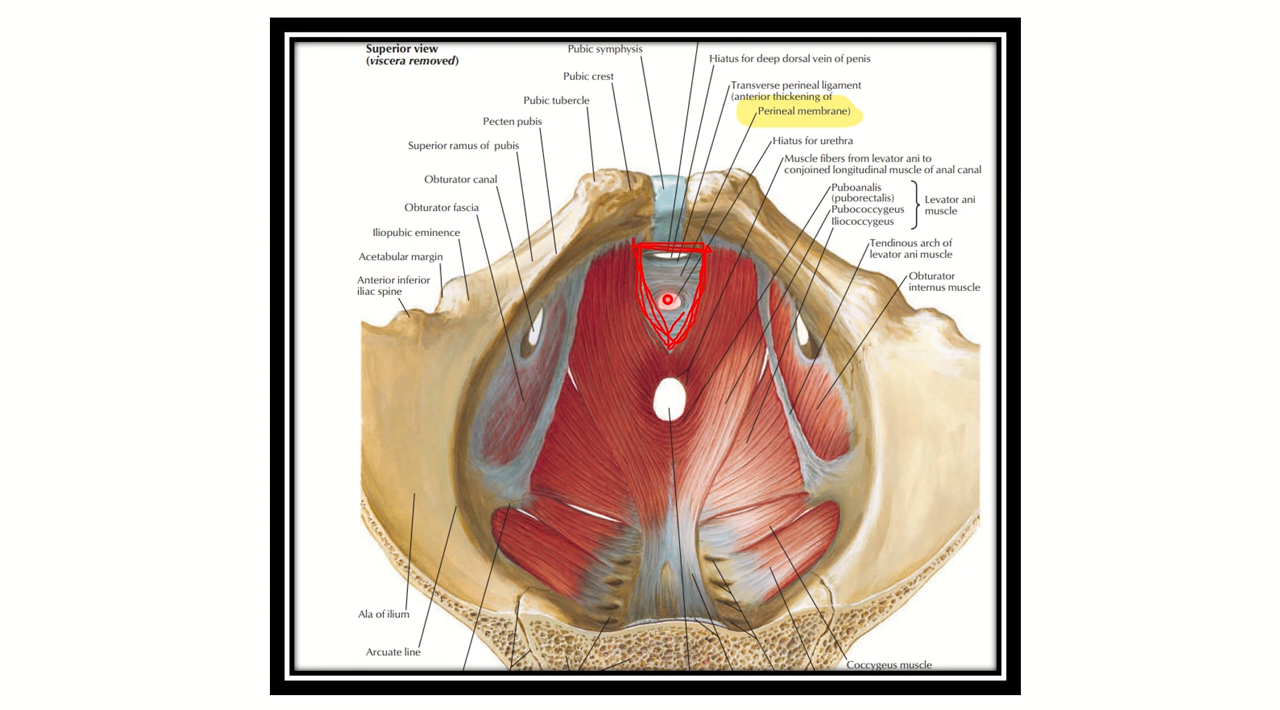 Superior view
(viscera removed)
Pubic symphysis
Pubic crest
Pubic tubercle
Pecten pubis
Superior ramus of pubis
Obturator canal
Obturator fascia
Iliopubic eminence
Acetabular margin
Anterior inferior
iliac spine
Ala of ilium
Arcuate line
Hiatus for deep dorsal vein of penis
Transverse perineal ligament
(anterior thickening of
Perineal membrane)
Hiatus for urethra
Muscle fibers from levator ani to
conjoined longitudinal muscle of anal canal
Puboanalis
(puborectalis)
Pubococcygeus
Iliococcygeus
Levator ani
muscle
Tendinous arch of
levator ani muscle
Obturator
internus muscle
Coccygeus muscle